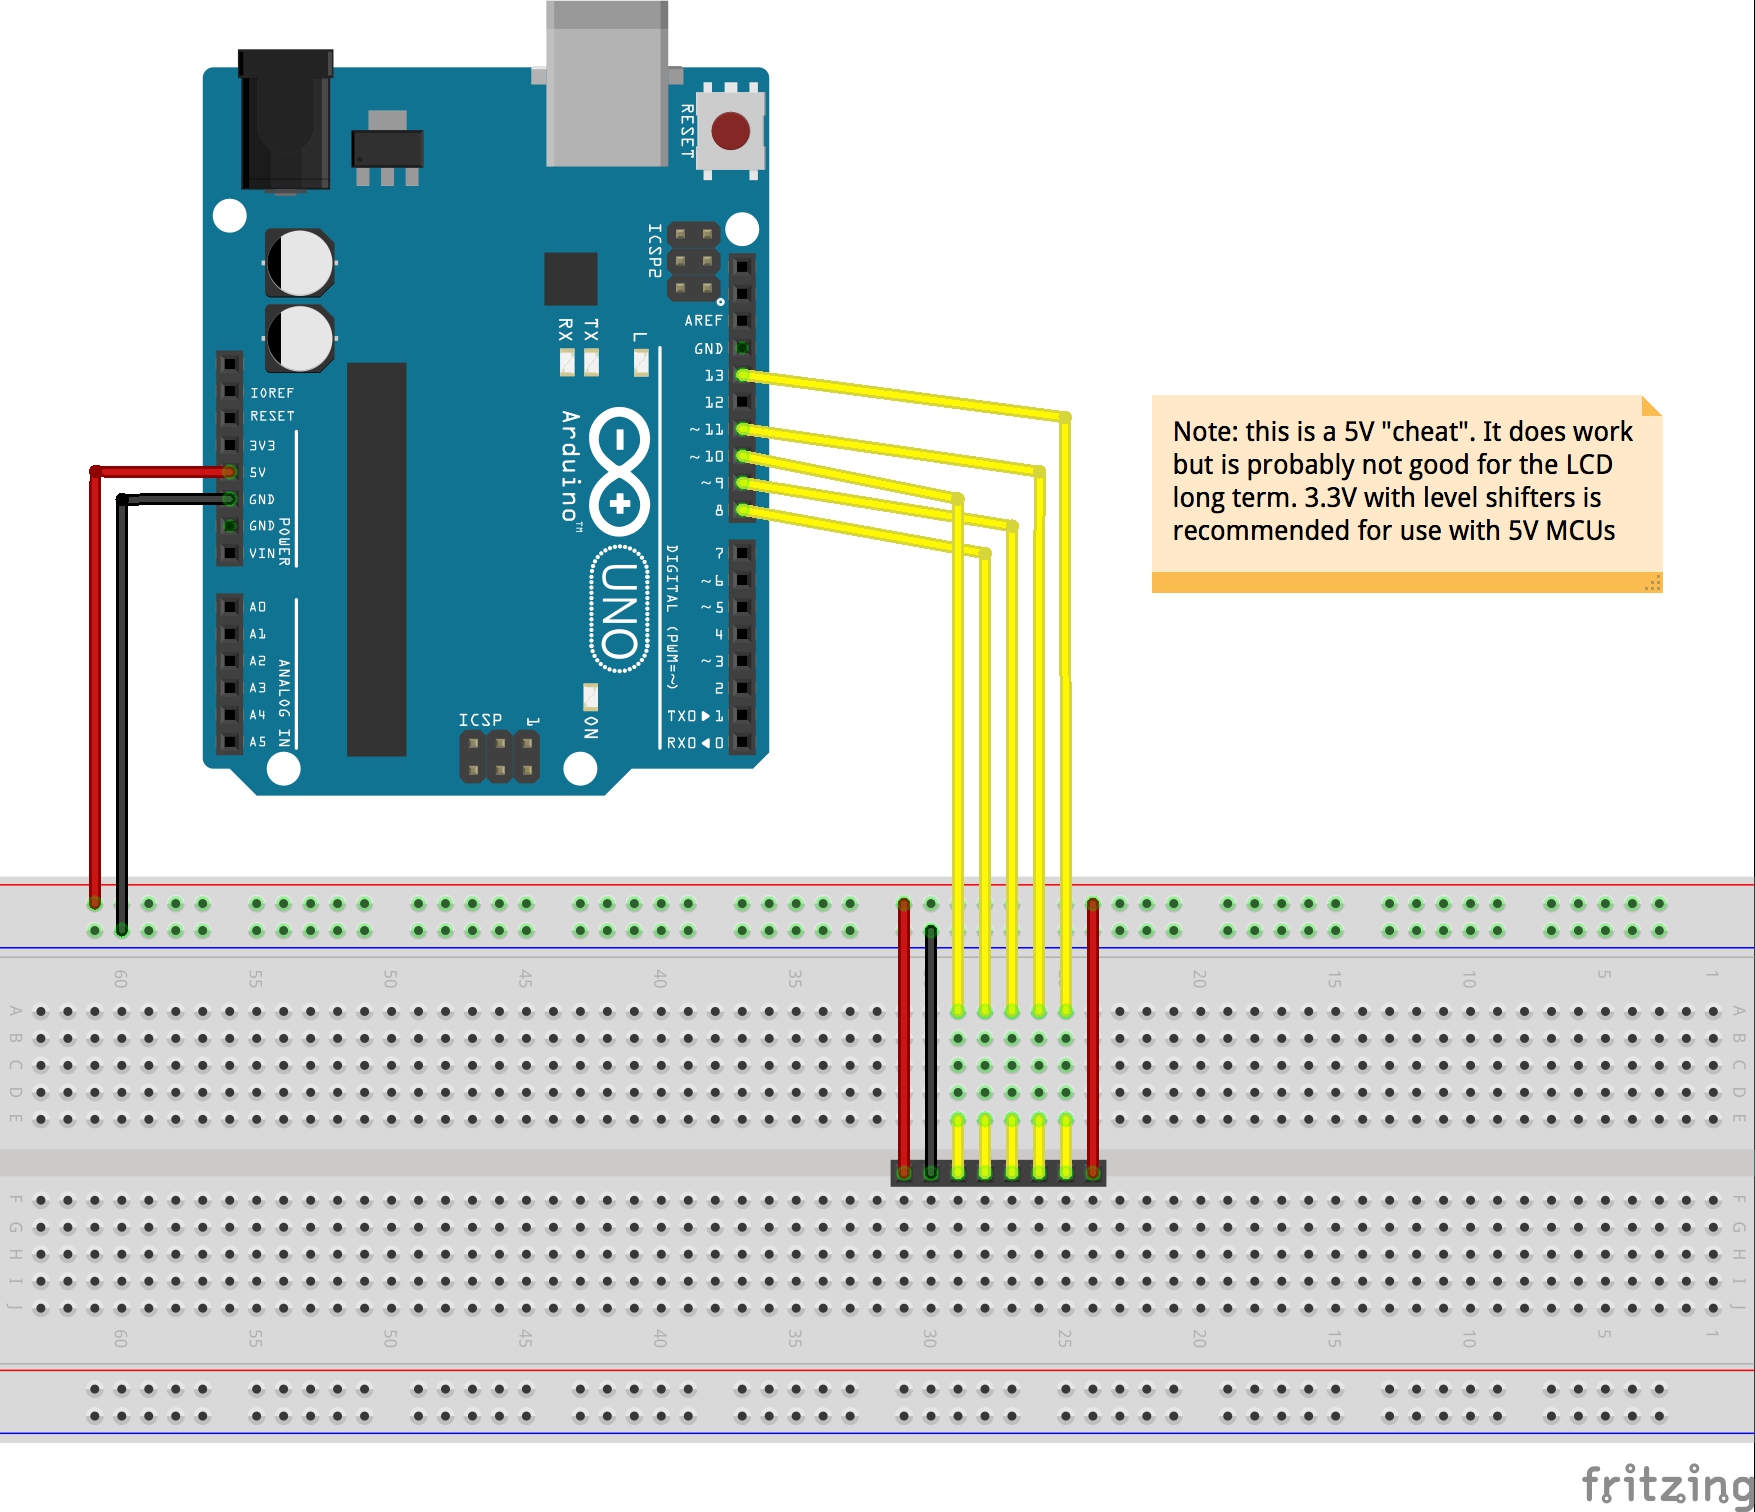 RESET
ICSP2
AREF
GND
13
12
~11
~10
~9
8
RX
TX
L
IOREF
RESET
3V3
5V
GND
GND
VIN
POWER
Arduino™
UNO
7
~6
~5
4
~3
2
TX0▶1
RX0◀0
DIGITAL (PWM=~)
A0
A1
A2
A3
A4
A5
ANALOG IN
ICSP
1
ON
Note: this is a 5V "cheat". It does work
but is probably not good for the LCD
long term. 3.3V with level shifters is
recommended for use with 5V MCUs
60 55 50 45 40 35 20 15 10 5 1
A A
B B
C C
D D
E E
F F
G G
H H
I I
J J
60 55 50 45 40 35 30 25 20 15 10 5 1
fritzing